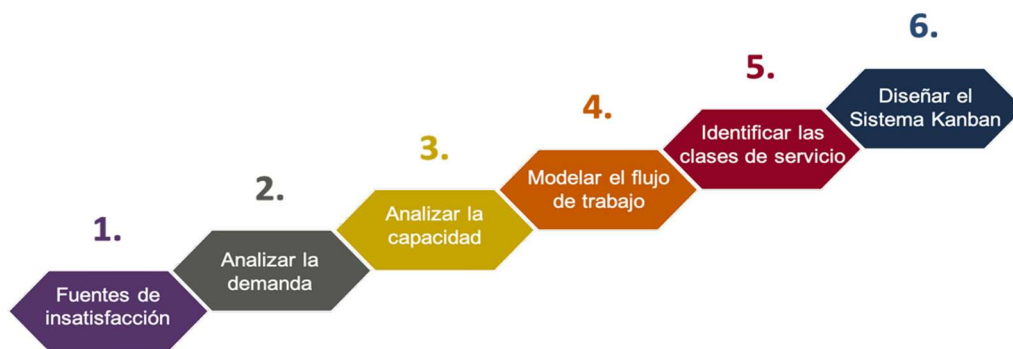 1.
Fuentes de
insatisfacción
2.
Analizar la
demanda
3.
Analizar la
capacidad
4.
Modelar el flujo
de trabajo
5.
Identificar las
clases de servicio
6.
Diseñar el
Sistema Kanban